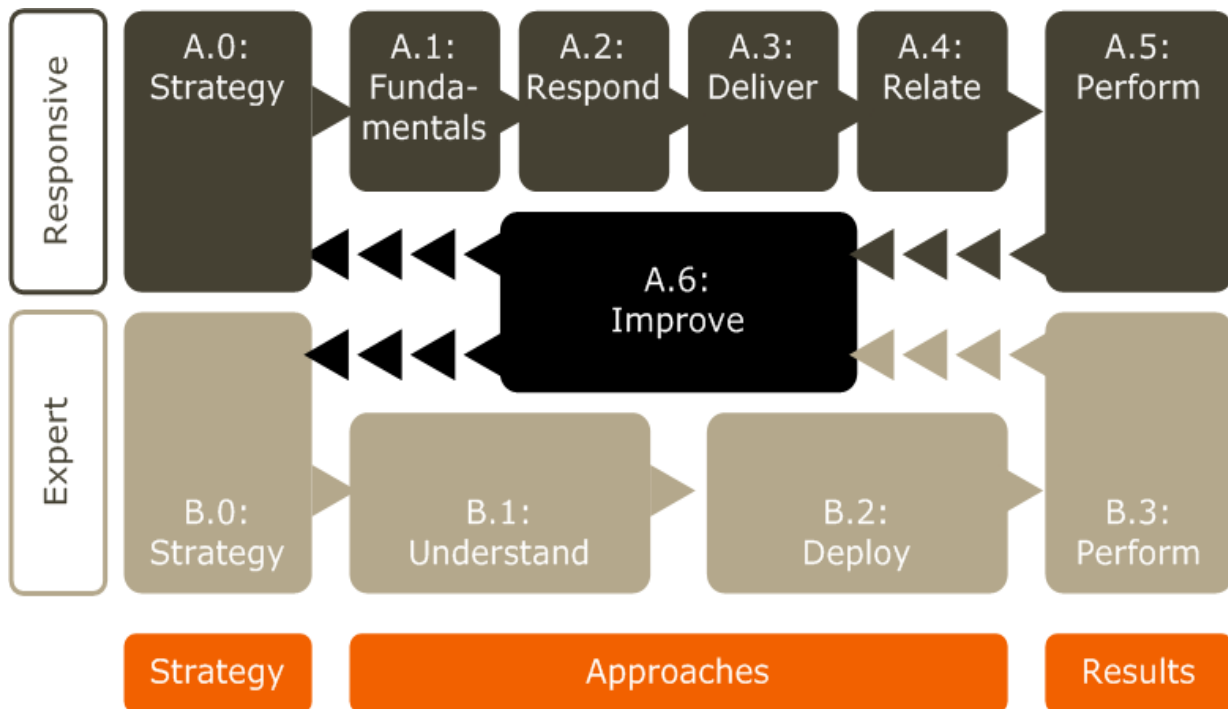 Responsive
A.0:
Strategy
A.1:
Funda-
mentals
A.2:
Respond
A.3:
Deliver
A.4:
Relate
A.5:
Perform
A.6:
Improve
Expert
B.0:
Strategy
B.1:
Understand
B.2:
Deploy
B.3:
Perform
Strategy
Approaches
Results